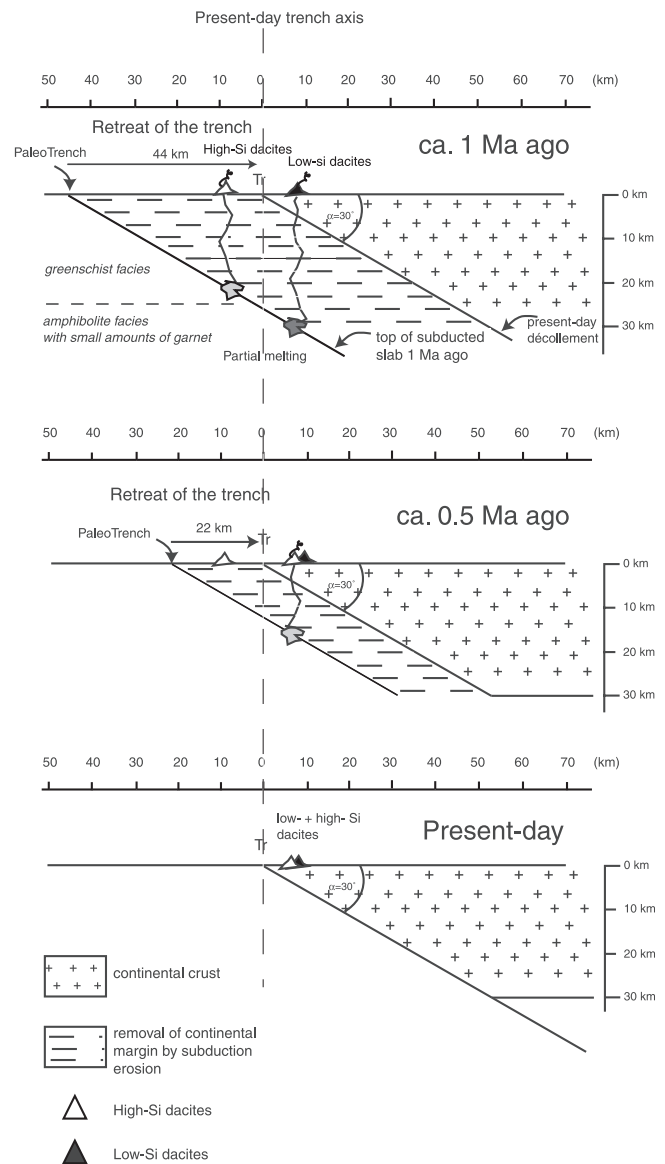 Present-day trench axis
50 40 30 20 10 0 10 20 30 40 50 60 70 (km)
Retreat of the trench
ca. 1 Ma ago
PaleoTrench
44 km
High-Si dacites
Low-si dacites
Tr
0 km
α=30°
10 km
greenschist facies
20 km
amphibolite facies
with small amounts of garnet
30 km
Partial melting
top of subducted
slab 1 Ma ago
present-day
décollement
50 40 30 20 10 0 10 20 30 40 50 60 70 (km)
Retreat of the trench
ca. 0.5 Ma ago
PaleoTrench
22 km
Tr
0 km
α=30°
10 km
20 km
30 km
50 40 30 20 10 0 10 20 30 40 50 60 70 (km)
low- + high- Si
dacites
Present-day
Tr
0 km
α=30°
10 km
20 km
30 km
continental crust
removal of continental
margin by subduction
erosion
High-Si dacites
Low-Si dacites